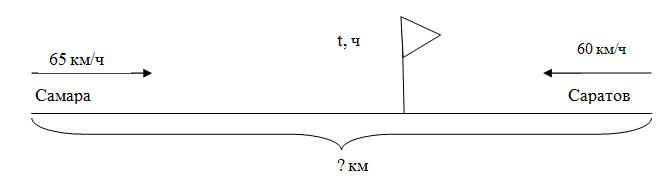 t, ч
65 км/ч
60 км/ч
Самара
Саратов
? км